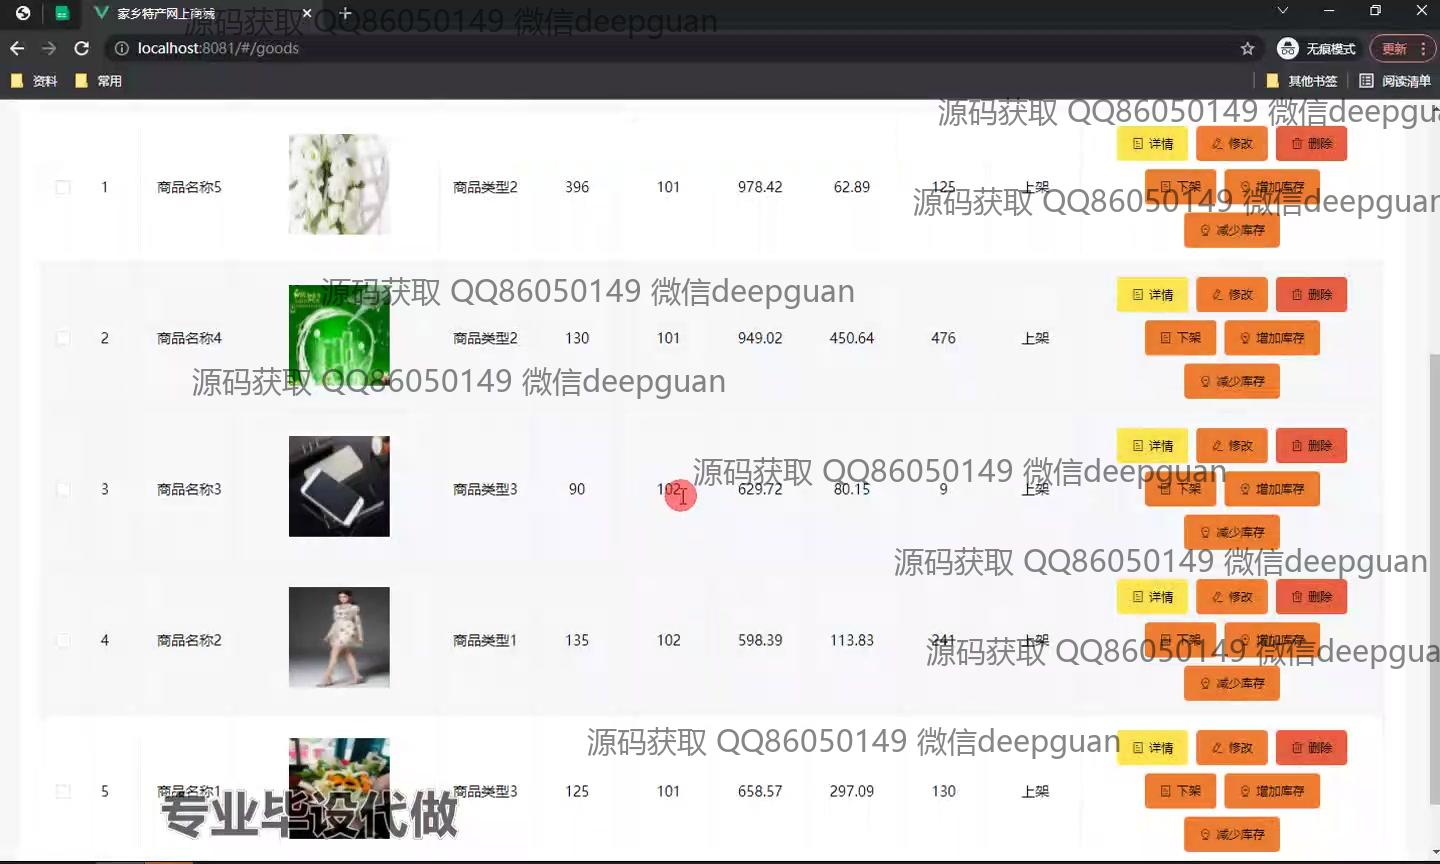 家乡特产网上商城
源码获取 QQ86050149 微信deepguan
localhost:8081/#/goods
无痕模式
更新
资料
常用
其他书签
阅读清单
源码获取 QQ86050149 微信deepgua
1 商品名称5 商品类型2 396 101 978.42 62.89 125 上架
详情 修改 删除
下架 增加库存
减少库存
源码获取 QQ86050149 微信deepguan
源码获取 QQ86050149 微信deepguan
2 商品名称4 商品类型2 130 101 949.02 450.64 476 上架
详情 修改 删除
下架 增加库存
减少库存
源码获取 QQ86050149 微信deepguan
3 商品名称3 商品类型3 90 102 629.72 80.15 9 上架
详情 修改 删除
下架 增加库存
减少库存
源码获取 QQ86050149 微信deepguan
源码获取 QQ86050149 微信deepguan
4 商品名称2 商品类型1 135 102 598.39 113.83 241 上架
详情 修改 删除
下架 增加库存
减少库存
源码获取 QQ86050149 微信deepgua
源码获取 QQ86050149 微信deepguan
5 商品名称1 商品类型3 125 101 658.57 297.09 130 上架
详情 修改 删除
下架 增加库存
减少库存
专业毕设代做